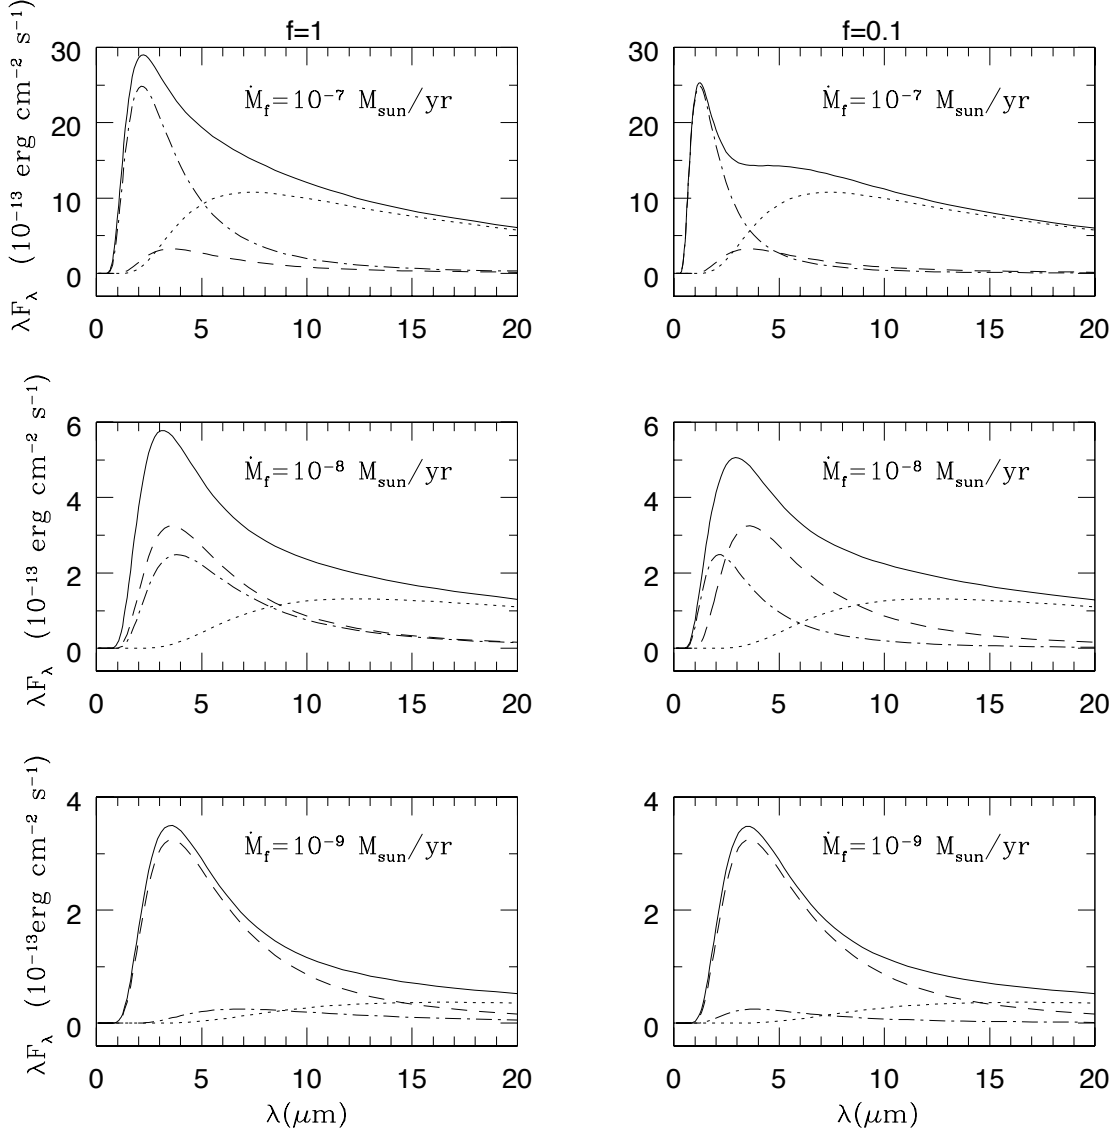 f=1
f=0.1
λFλ (10⁻¹³ erg cm⁻² s⁻¹)
30
20
10
0
Ṁf=10⁻⁷ Msun/yr
0 5 10 15 20
30
20
10
0
Ṁf=10⁻⁷ Msun/yr
0 5 10 15 20
λFλ (10⁻¹³ erg cm⁻² s⁻¹)
6
4
2
0
Ṁf=10⁻⁸ Msun/yr
0 5 10 15 20
6
4
2
0
Ṁf=10⁻⁸ Msun/yr
0 5 10 15 20
λFλ (10⁻¹³erg cm⁻² s⁻¹)
4
2
0
Ṁf=10⁻⁹ Msun/yr
0 5 10 15 20
λ(μm)
4
2
0
Ṁf=10⁻⁹ Msun/yr
0 5 10 15 20
λ(μm)